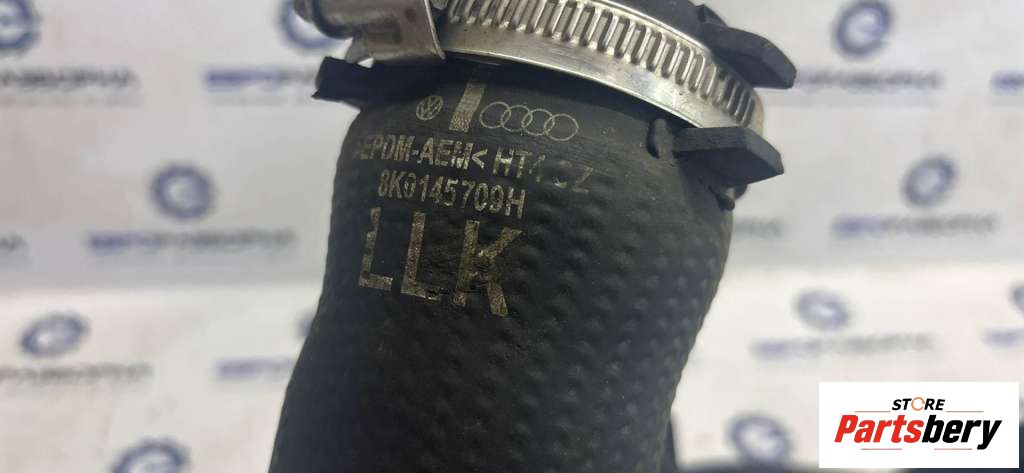 EPDM-AEM<
8K0145709H
LLK
STORE
Partsbery